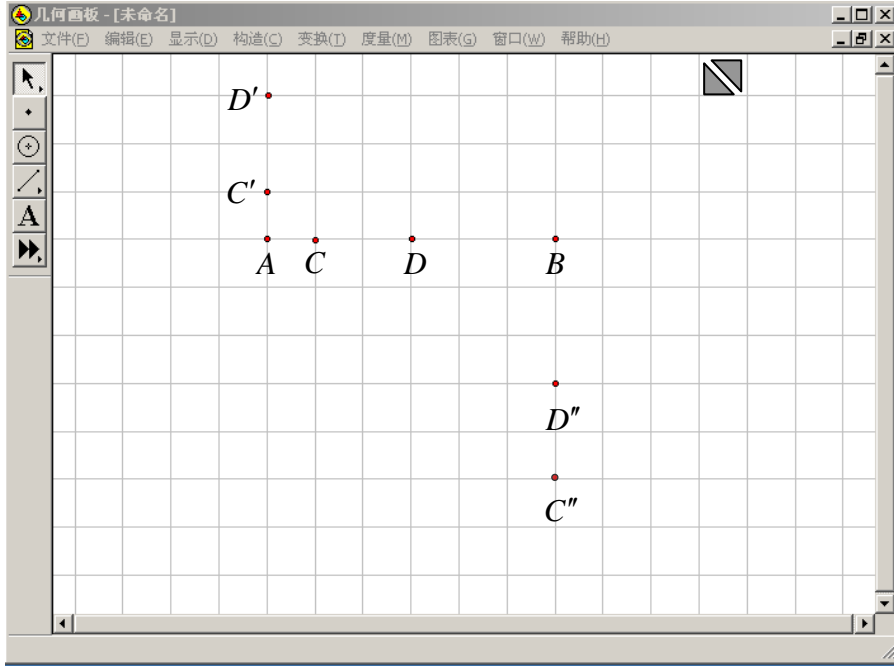 几何画板 - [未命名]
文件(F) 编辑(E) 显示(D) 构造(C) 变换(T) 度量(M) 图表(G) 窗口(W) 帮助(H)
D′
C′
A C D B
D″
C″
A